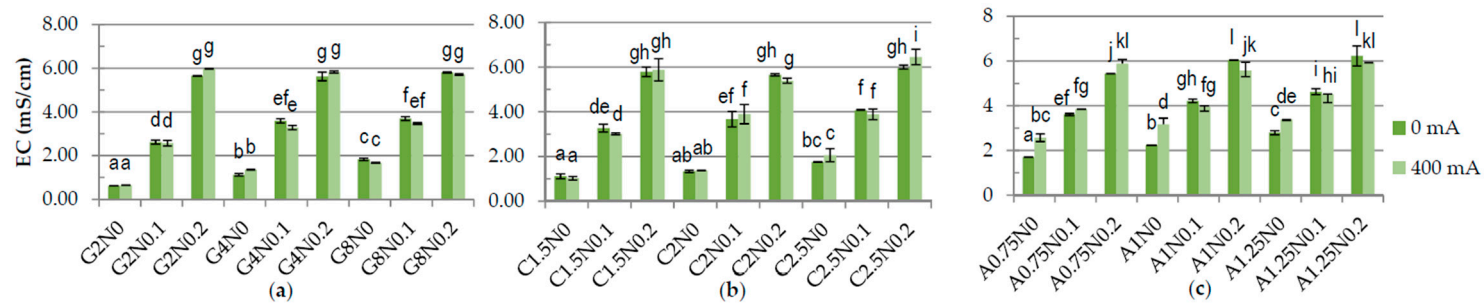 EC (mS/cm)
8.00
6.00
4.00
2.00
0.00
a a
d d
g g
b b
ef e
g g
c c
f ef
g g
G2N0
G2N0.1
G2N0.2
G4N0
G4N0.1
G4N0.2
G8N0
G8N0.1
G8N0.2
(a)
8.00
6.00
4.00
2.00
0.00
a a
de d
gh gh
ab ab
ef f
gh g
bc c
f f
gh i
C1.5N0
C1.5N0.1
C1.5N0.2
C2N0
C2N0.1
C2N0.2
C2.5N0
C2.5N0.1
C2.5N0.2
(b)
8
6
4
2
0
a bc
ef fg
j kl
b d
gh fg
l jk
c de
i hi
l kl
A0.75N0
A0.75N0.1
A0.75N0.2
A1N0
A1N0.1
A1N0.2
A1.25N0
A1.25N0.1
A1.25N0.2
(c)
0 mA
400 mA